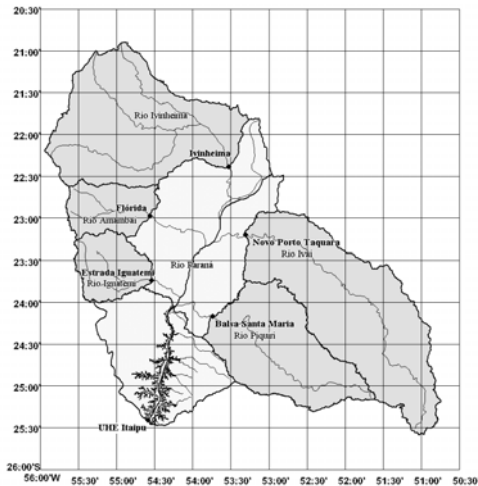 20:30'
21:00'
21:30'
22:00'
22:30'
23:00'
23:30'
24:00'
24:30'
25:00'
25:30'
26:00'S
Rio Ivinheima
Ivinheima
Flórida
Rio Amambai
Novo Porto Taquara
Rio Ivaí
Rio Paraná
Estrada Iguatemi
Rio Iguatemi
Balsa Santa Maria
Rio Piquiri
UHE Itaipu
56:00'W 55:30' 55:00' 54:30' 54:00' 53:30' 53:00' 52:30' 52:00' 51:30' 51:00' 50:30'